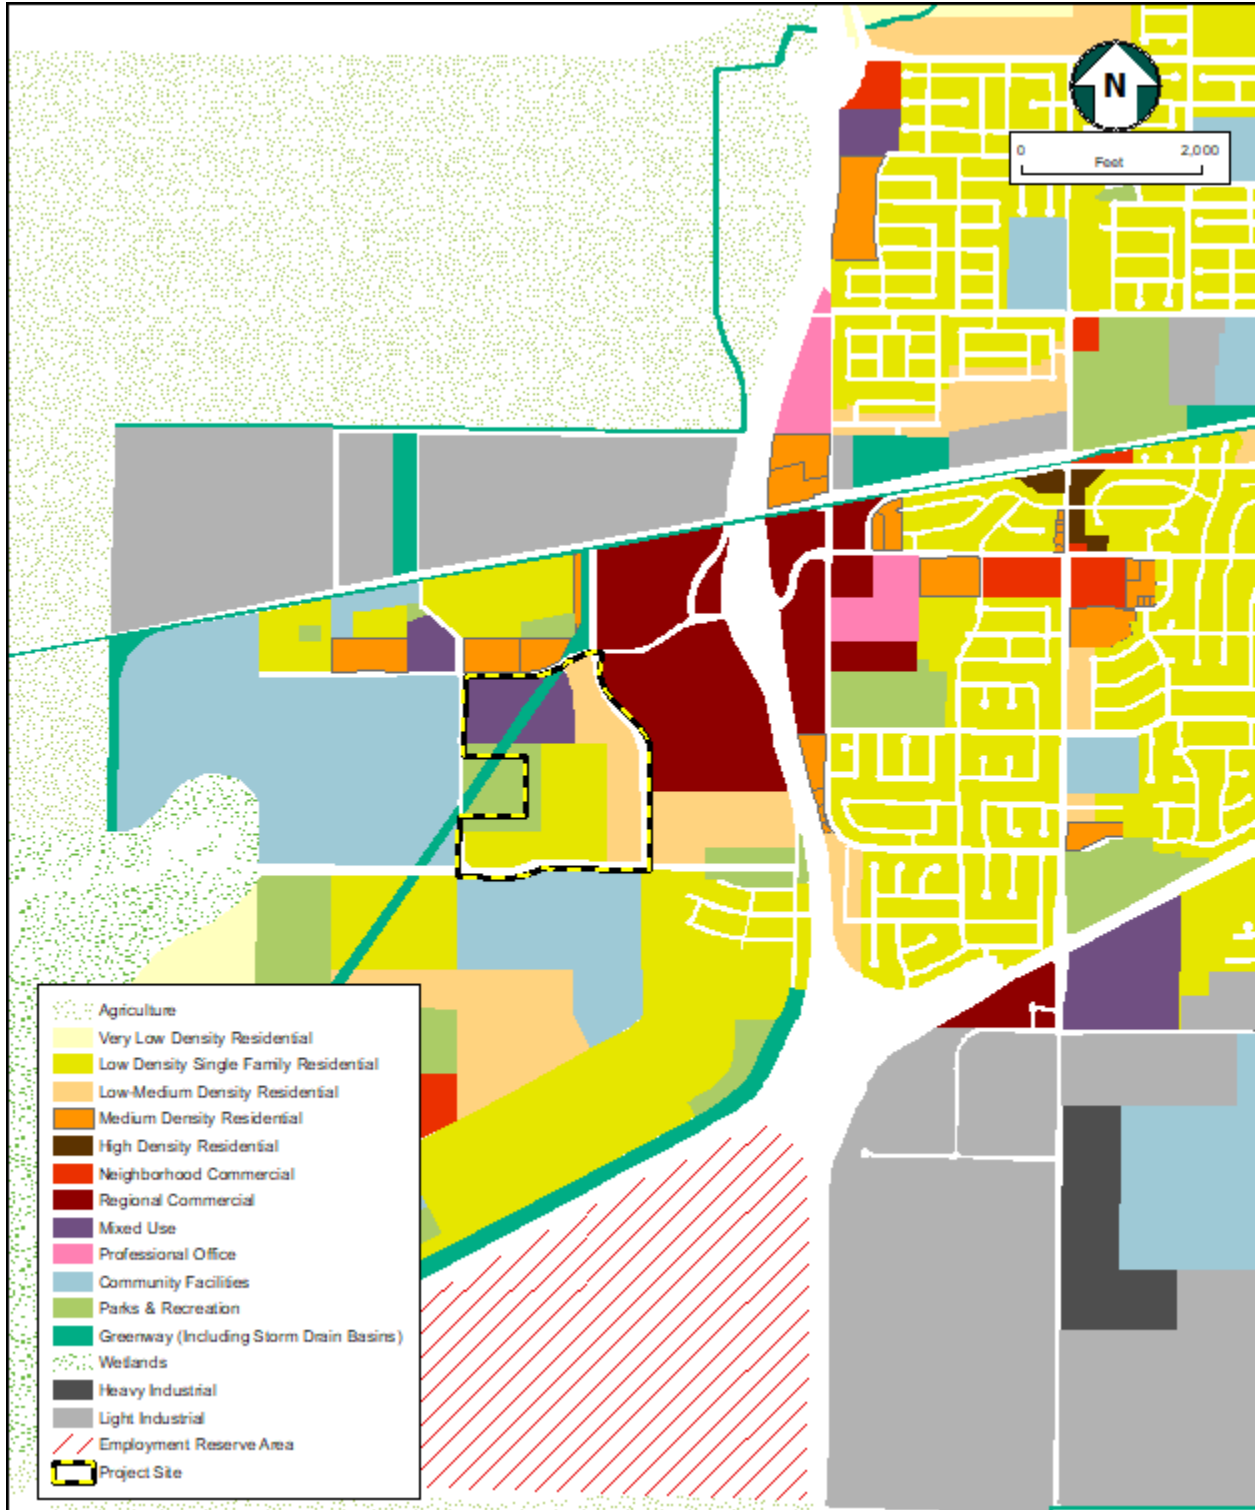 N
0 2,000
Feet
Agriculture
Very Low Density Residential
Low Density Single Family Residential
Low-Medium Density Residential
Medium Density Residential
High Density Residential
Neighborhood Commercial
Regional Commercial
Mixed Use
Professional Office
Community Facilities
Parks & Recreation
Greenway (Including Storm Drain Basins)
Wetlands
Heavy Industrial
Light Industrial
Employment Reserve Area
Project Site